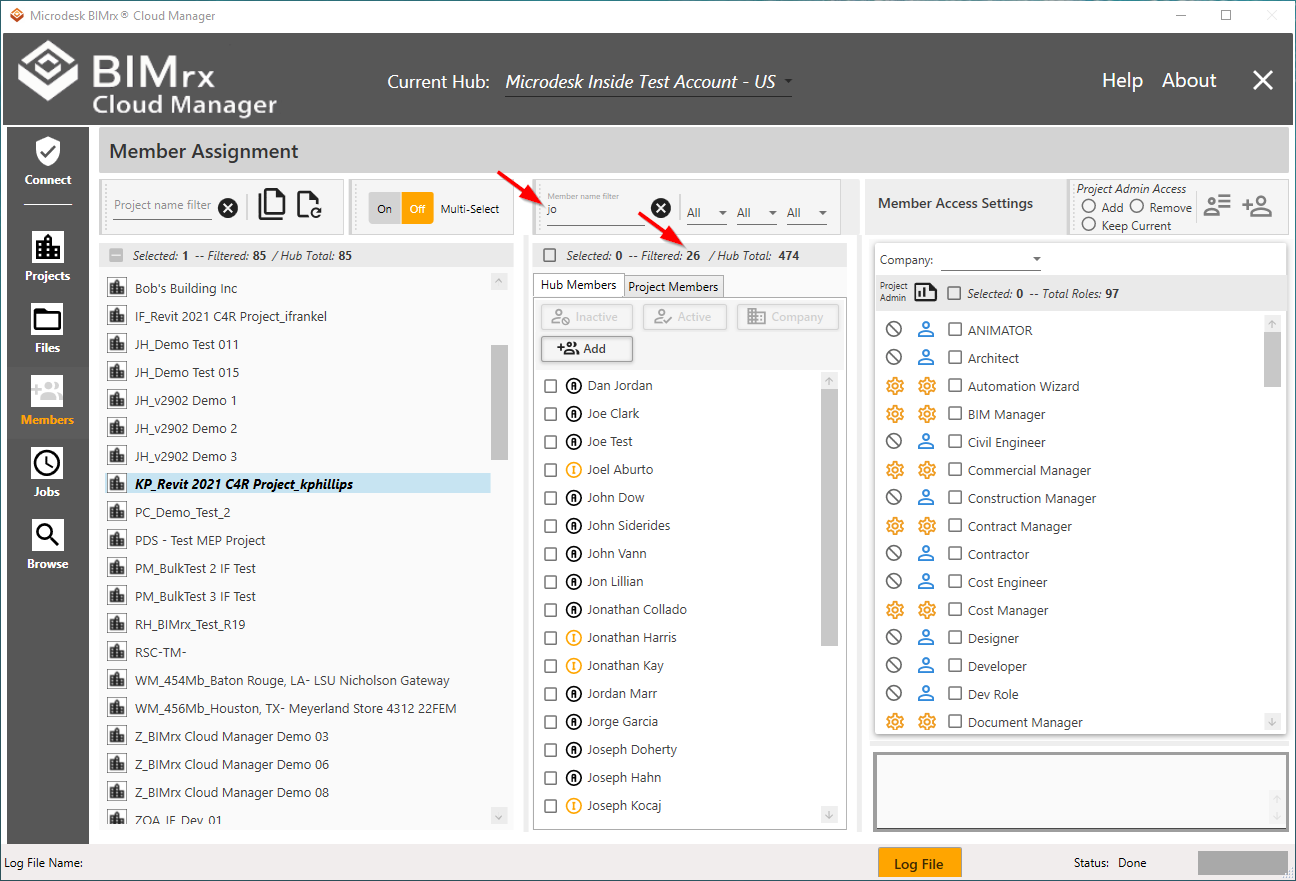 Microdesk BIMrx® Cloud Manager
BIMrx
Cloud Manager
Current Hub: Microdesk Inside Test Account - US
Help About
Connect
Projects
Files
Members
Jobs
Browse
Member Assignment
Project name filter
On Off Multi-Select
Selected: 1 -- Filtered: 85 / Hub Total: 85
Bob's Building Inc
IF_Revit 2021 C4R Project_ifrankel
JH_Demo Test 011
JH_Demo Test 015
JH_v2902 Demo 1
JH_v2902 Demo 2
JH_v2902 Demo 3
KP_Revit 2021 C4R Project_kphillips
PC_Demo_Test_2
PDS - Test MEP Project
PM_BulkTest 2 IF Test
PM_BulkTest 3 IF Test
RH_BIMrx_Test_R19
RSC-TM-
WM_454Mb_Baton Rouge, LA- LSU Nicholson Gateway
WM_456Mb_Houston, TX- Meyerland Store 4312 22FEM
Z_BIMrx Cloud Manager Demo 03
Z_BIMrx Cloud Manager Demo 06
Z_BIMrx Cloud Manager Demo 08
ZQA_IF_Dev_01
Member name filter
jo
All All All
Selected: 0 -- Filtered: 26 / Hub Total: 474
Hub Members Project Members
Inactive Active Company
Add
A Dan Jordan
A Joe Clark
A Joe Test
I Joel Aburto
A John Dow
A John Siderides
A John Vann
A Jon Lillian
A Jonathan Collado
I Jonathan Harris
I Jonathan Kay
A Jordan Marr
A Jorge Garcia
A Joseph Doherty
A Joseph Hahn
I Joseph Kocaj
Member Access Settings
Project Admin Access
Add Remove
Keep Current
Company:
Project
Admin
Selected: 0 -- Total Roles: 97
ANIMATOR
Architect
Automation Wizard
BIM Manager
Civil Engineer
Commercial Manager
Construction Manager
Contract Manager
Contractor
Cost Engineer
Cost Manager
Designer
Developer
Dev Role
Document Manager
Log File Name:
Log File
Status: Done